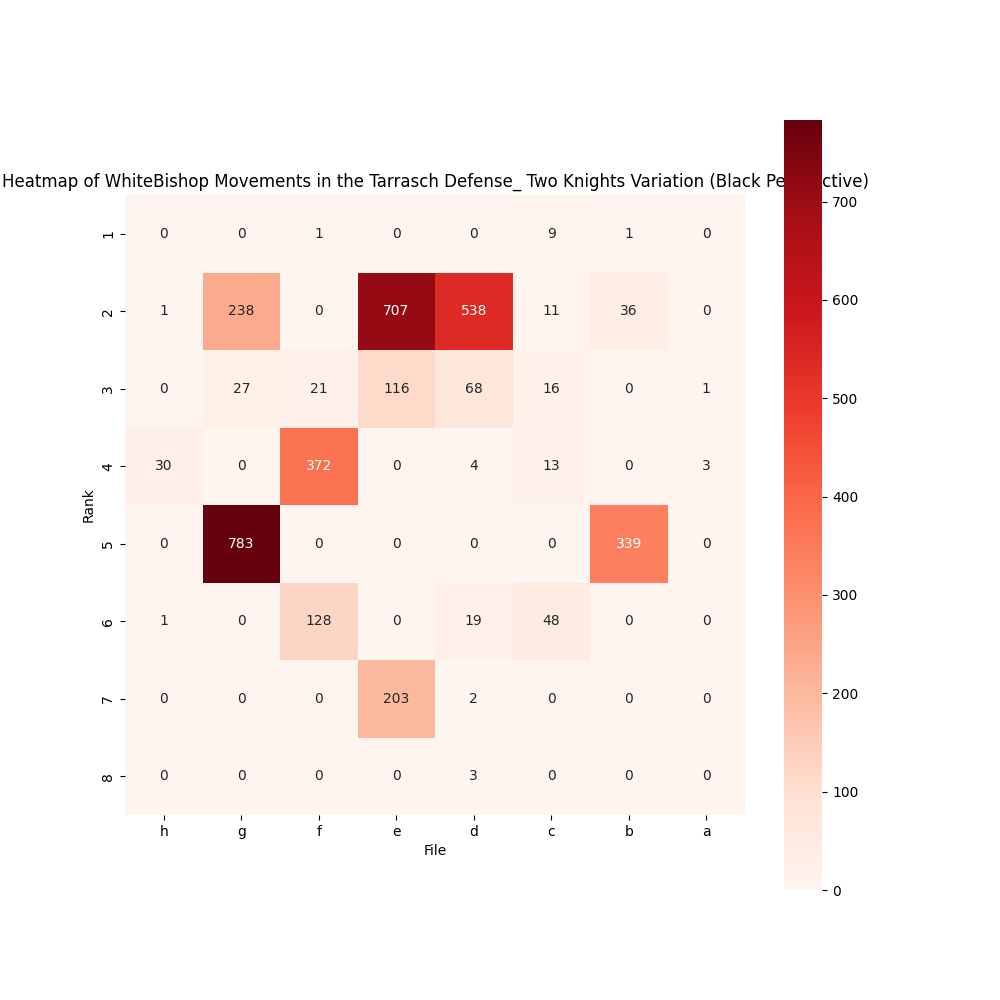 Heatmap of WhiteBishop Movements in the Tarrasch Defense_ Two Knights Variation (Black Pe ctive)
1 0 0 1 0 0 9 1 0
2 1 238 0 707 538 11 36 0
3 0 27 21 116 68 16 0 1
4 30 0 372 0 4 13 0 3
5 0 783 0 0 0 0 339 0
6 1 0 128 0 19 48 0 0
7 0 0 0 203 2 0 0 0
8 0 0 0 0 3 0 0 0
h g f e d c b a
File
Rank
700
600
500
400
300
200
100
0